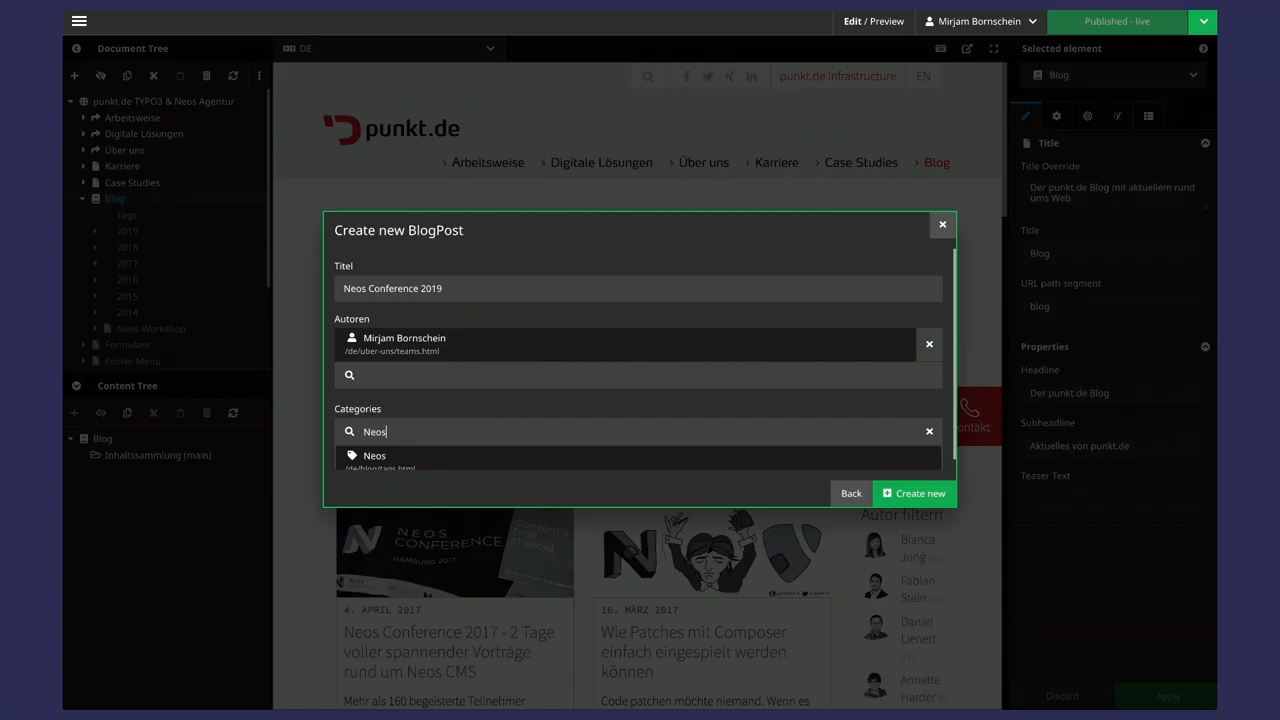 Edit / Preview
Mirjam Bornschein
Published - live
Document Tree
DE
Selected element
Blog
punkt.de TYPO3 & Neos Agentur
Arbeitsweise
Digitale Lösungen
Über uns
Karriere
Case Studies
Blog
Tags
2019
2018
2017
2016
2015
2014
Neos Workshop
Formulare
Footer Menu
Content Tree
Blog
Inhaltssammlung (main)
punkt.de Infrastructure
EN
punkt.de
Arbeitsweise
Digitale Lösungen
Über uns
Karriere
Case Studies
Blog
Create new BlogPost
Titel
Neos Conference 2019
Autoren
Mirjam Bornschein
/de/uber-uns/teams.html
Categories
Neos
Neos
/de/blog/tags.html
Back
Create new
ontakt
NEOS
CONFERENCE
HAMBURG 2017
4. APRIL 2017
Neos Conference 2017 - 2 Tage
voller spannender Vorträge
rund um Neos CMS
Mehr als 160 begeisterte Teilnehmer
16. MÄRZ 2017
Wie Patches mit Composer
einfach eingespielt werden
können
Code patchen möchte niemand. Wenn es
Autor filtern
Bianca
Jung
Fabian
Stein
Daniel
Lienert
Annette
Harder
Title
Title Override
Der punkt.de Blog mit aktuellem rund
ums Web
Title
Blog
URL path segment
blog
Properties
Headline
Der punkt.de Blog
Subheadline
Aktuelles von punkt.de
Teaser Text
Discard
Apply